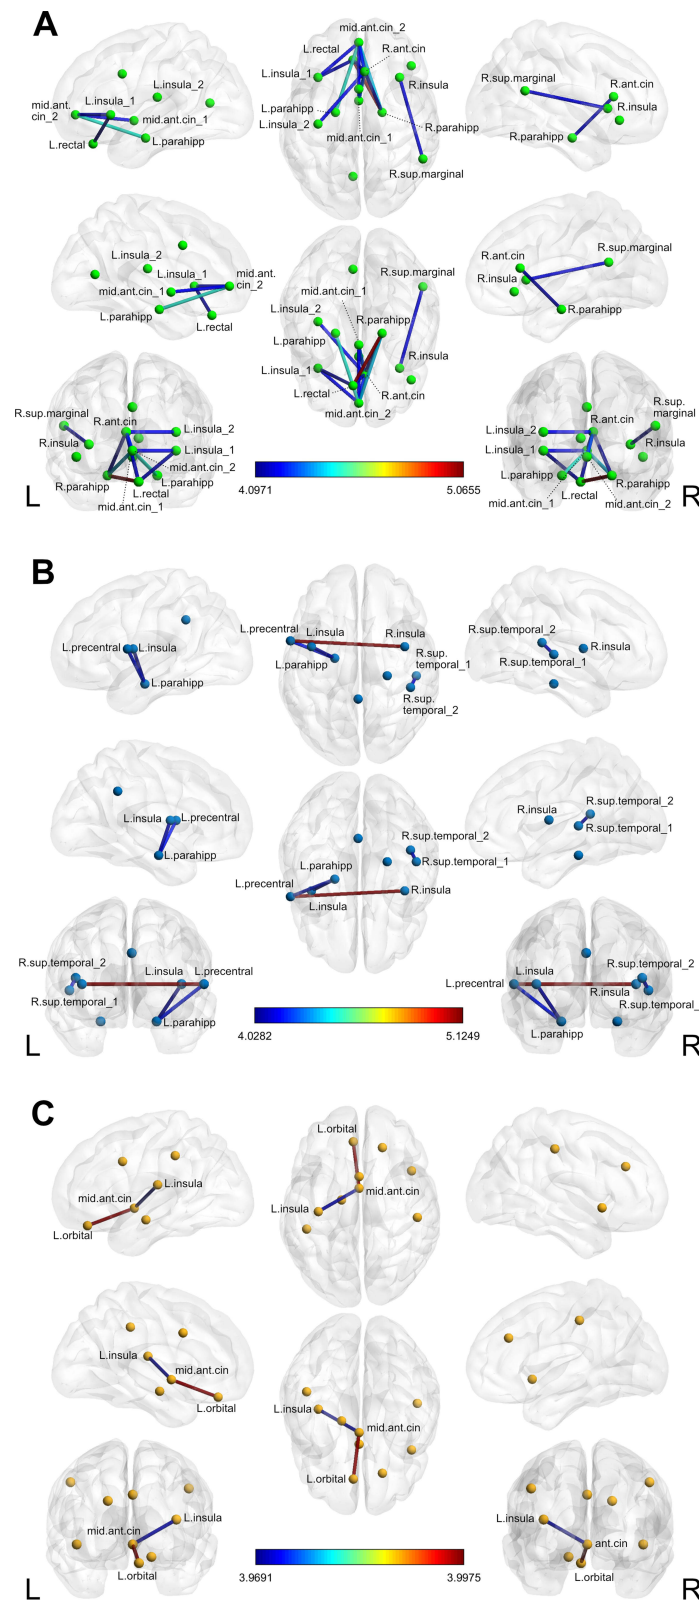 A
mid.ant.cin_2
L.rectal
R.ant.cin
L.insula_2
L.insula_1
R.insula
R.sup.marginal
R.ant.cin
mid.ant.
cin_2
L.insula_1
mid.ant.cin_1
R.insula
L.parahipp
L.insula_2
R.parahipp
L.rectal
L.parahipp
mid.ant.cin_1
R.parahipp
R.sup.marginal
L.insula_2
R.sup.marginal
R.ant.cin
R.sup.marginal
L.insula_1
mid.ant.
cin_2
mid.ant.cin_1
mid.ant.cin_1
R.insula
L.parahipp
L.rectal
L.insula_2
L.parahipp
R.parahipp
R.parahipp
L.insula_1
R.insula
L.rectal
R.ant.cin
mid.ant.cin_2
R.sup.marginal
R.ant.cin
L.insula_2
R.insula
L.insula_1
mid.ant.cin_2
R.parahipp
L.parahipp
L.rectal
mid.ant.cin_1
R.sup.
marginal
R.ant.cin
L.insula_2
R.insula
L.insula_1
L.parahipp
R.parahipp
mid.ant.cin_1
L.rectal
mid.ant.cin_2
4.0971
5.0655
L
R
B
L.precentral
L.insula
L.parahipp
L.precentral
L.insula
R.insula
L.parahipp
R.sup.
temporal_1
R.sup.
temporal_2
R.sup.temporal_2
R.insula
R.sup.temporal_1
L.insula
L.precentral
L.parahipp
R.sup.temporal_2
L.parahipp
R.sup.temporal_1
L.precentral
L.insula
R.insula
R.insula
R.sup.temporal_2
R.sup.temporal_1
R.sup.temporal_2
L.insula
L.precentral
R.sup.temporal_1
L.parahipp
R.sup.temporal_2
L.precentral
L.insula
R.insula
R.sup.temporal_
L.parahipp
4.0282
5.1249
L
R
C
L.orbital
L.insula
mid.ant.cin
L.orbital
mid.ant.cin
L.insula
L.insula
mid.ant.cin
L.orbital
L.insula
mid.ant.cin
L.orbital
L.insula
mid.ant.cin
L.orbital
L.insula
ant.cin
L.orbital
3.9691
3.9975
L
R